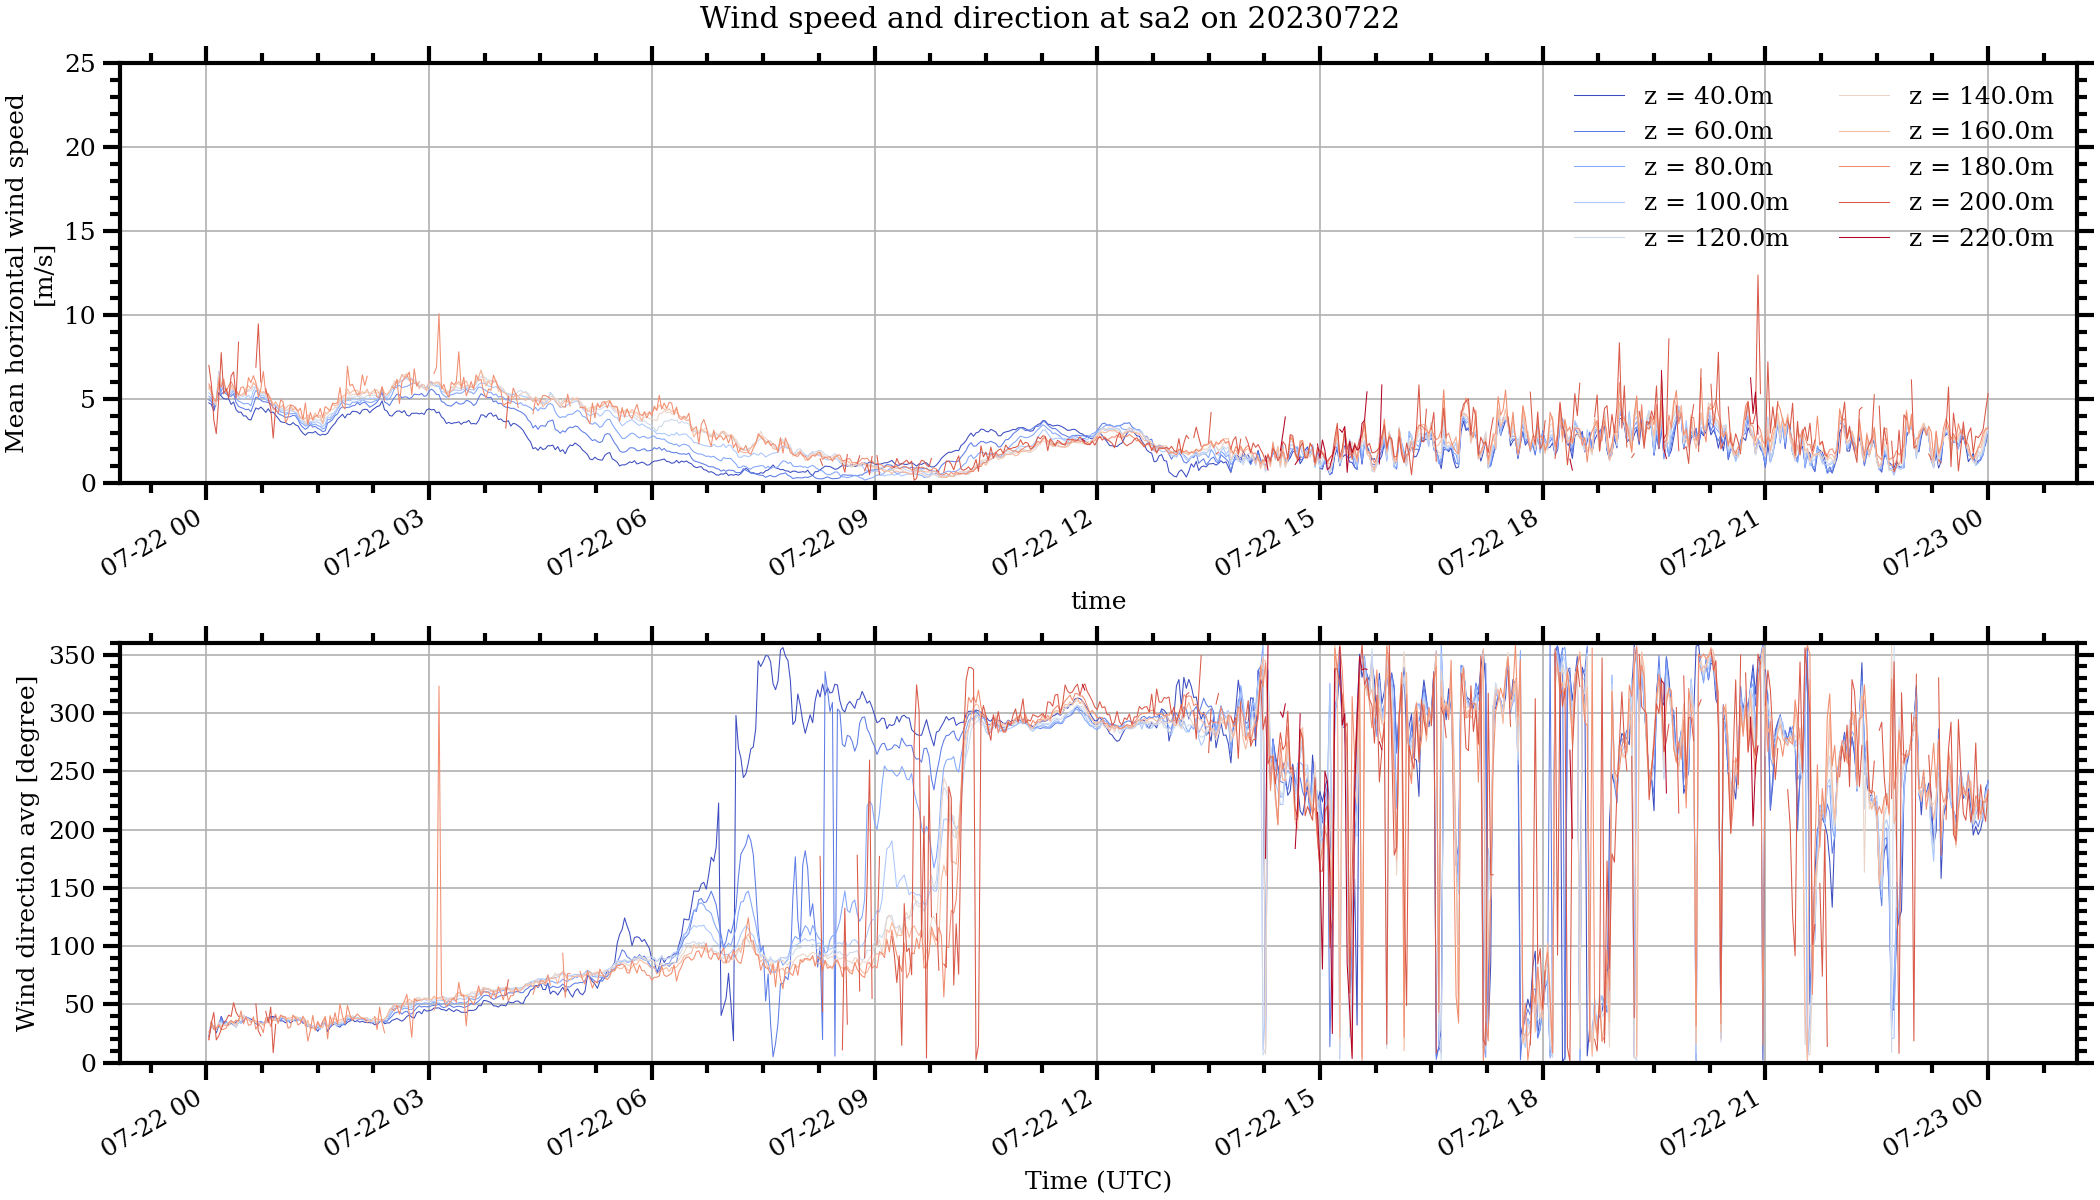 Wind speed and direction at sa2 on 20230722
Mean horizontal wind speed
[m/s]
25
20
15
10
5
0
z = 40.0m
z = 60.0m
z = 80.0m
z = 100.0m
z = 120.0m
z = 140.0m
z = 160.0m
z = 180.0m
z = 200.0m
z = 220.0m
07-22 00
07-22 03
07-22 06
07-22 09
07-22 12
07-22 15
07-22 18
07-22 21
07-23 00
time
Wind direction avg [degree]
350
300
250
200
150
100
50
0
07-22 00
07-22 03
07-22 06
07-22 09
07-22 12
07-22 15
07-22 18
07-22 21
07-23 00
Time (UTC)